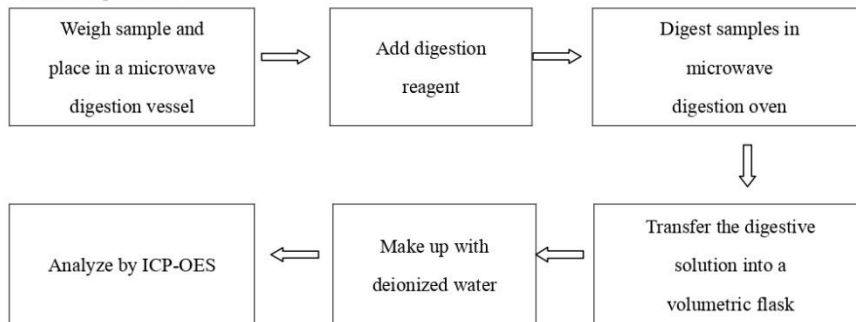 Weigh sample and
place in a microwave
digestion vessel
Add digestion
reagent
Digest samples in
microwave
digestion oven
Transfer the digestive
solution into a
volumetric flask
Make up with
deionized water
Analyze by ICP-OES